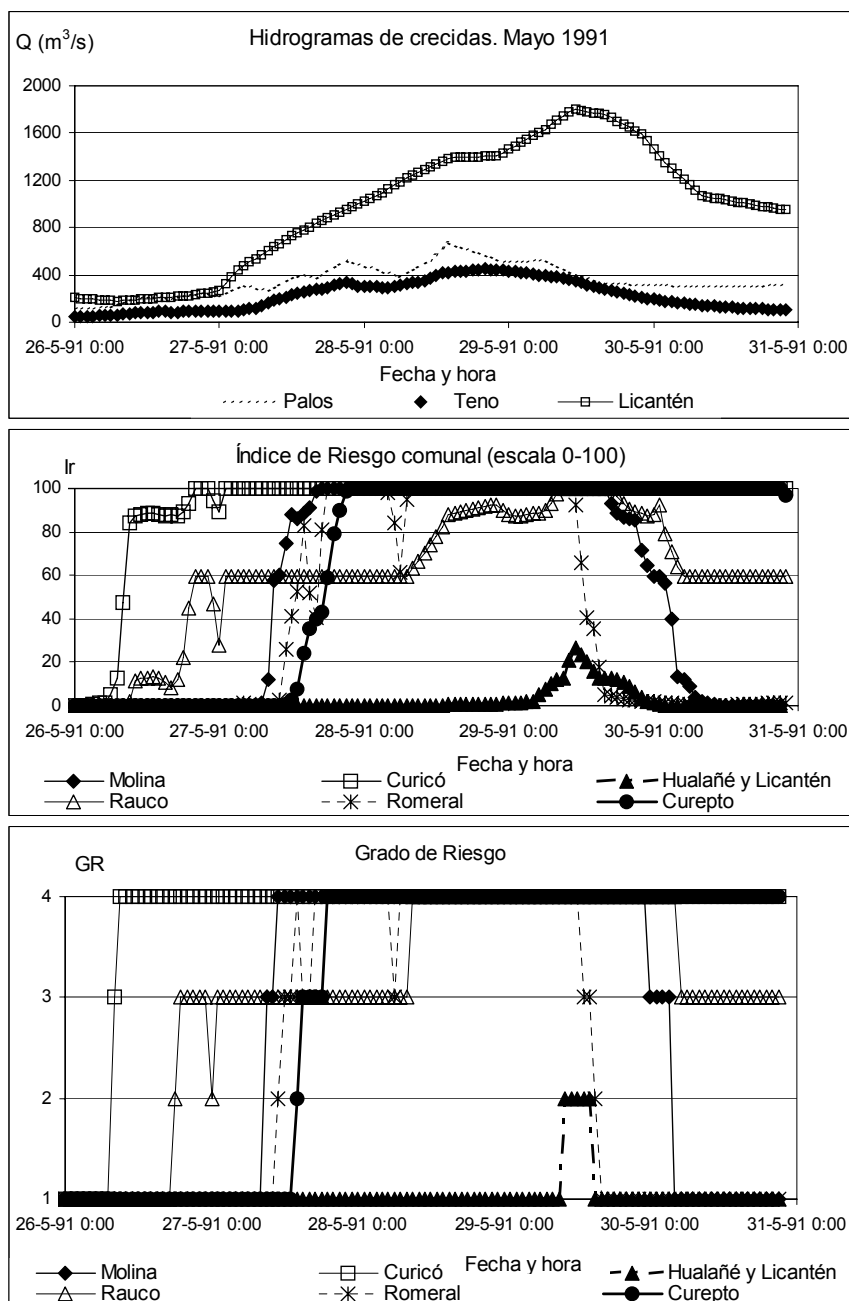 Hidrogramas de crecidas. Mayo 1991
Q (m³/s)
2000
1600
1200
800
400
0
26-5-91 0:00 27-5-91 0:00 28-5-91 0:00 29-5-91 0:00 30-5-91 0:00 31-5-91 0:00
Fecha y hora
Palos Teno Licantén
Índice de Riesgo comunal (escala 0-100)
Ir
100
80
60
40
20
0
26-5-91 0:00 27-5-91 0:00 28-5-91 0:00 29-5-91 0:00 30-5-91 0:00 31-5-91 0:00
Fecha y hora
Molina Curicó Hualañé y Licantén
Rauco Romeral Curepto
Grado de Riesgo
GR
4
3
2
1
26-5-91 0:00 27-5-91 0:00 28-5-91 0:00 29-5-91 0:00 30-5-91 0:00 31-5-91 0:00
Fecha y hora
Molina Curicó Hualañé y Licantén
Rauco Romeral Curepto